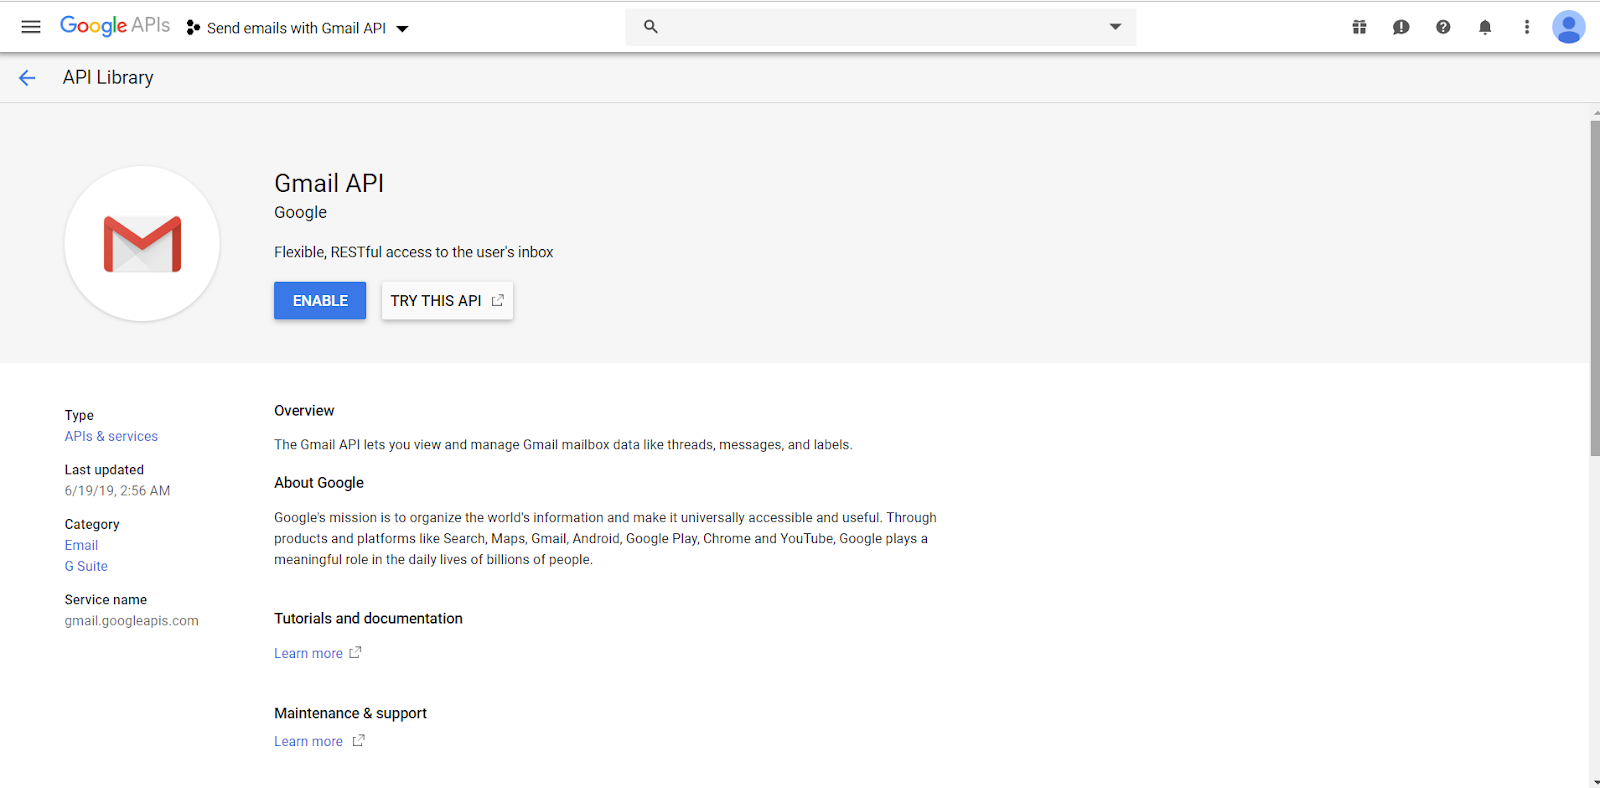 Google APIs Send emails with Gmail API
API Library
Gmail API
Google
Flexible, RESTful access to the user's inbox
ENABLE TRY THIS API
Type
APIs & services
Last updated
6/19/19, 2:56 AM
Category
Email
G Suite
Service name
gmail.googleapis.com
Overview
The Gmail API lets you view and manage Gmail mailbox data like threads, messages, and labels.
About Google
Google's mission is to organize the world's information and make it universally accessible and useful. Through
products and platforms like Search, Maps, Gmail, Android, Google Play, Chrome and YouTube, Google plays a
meaningful role in the daily lives of billions of people.
Tutorials and documentation
Learn more
Maintenance & support
Learn more